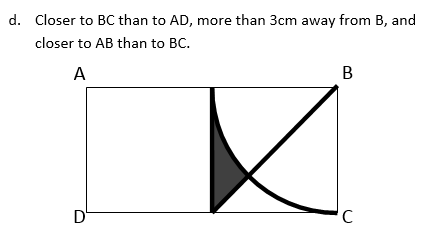 d. Closer to BC than to AD, more than 3cm away from B, and
closer to AB than to BC.
A B
D C